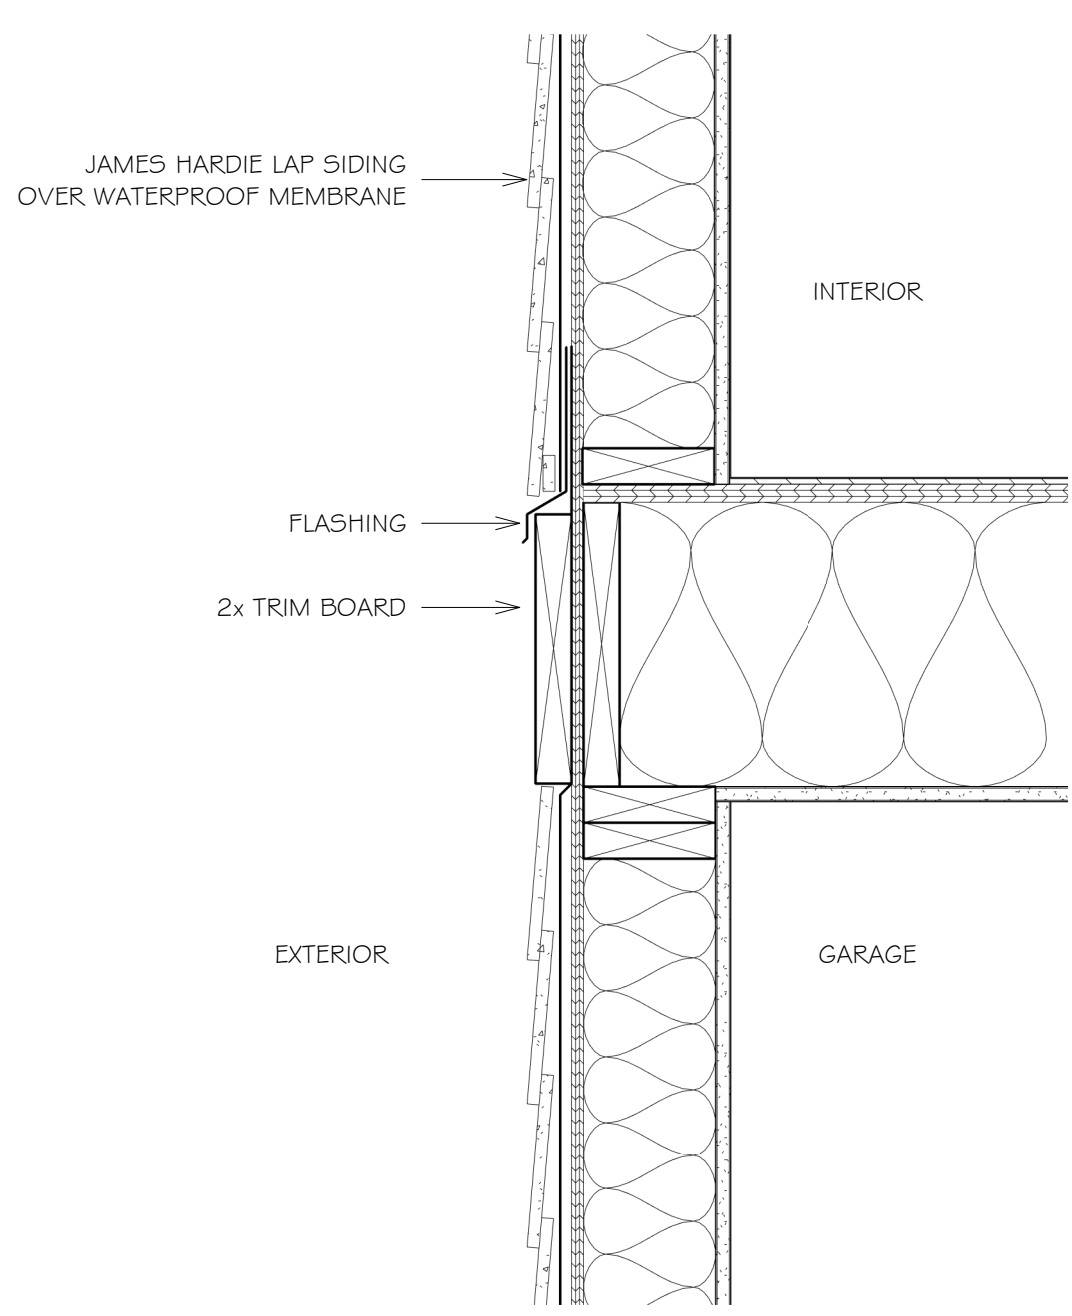 JAMES HARDIE LAP SIDING
OVER WATERPROOF MEMBRANE
INTERIOR
FLASHING
2x TRIM BOARD
EXTERIOR
GARAGE